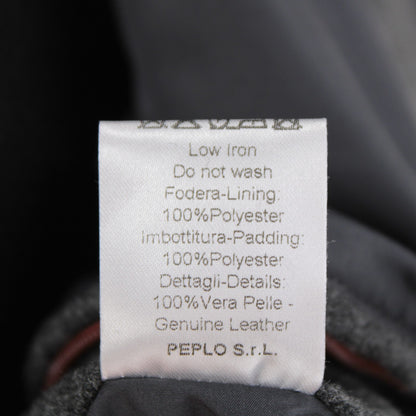 Low Iron
Do not wash
Fodera-Lining:
100%Polyester
Imbottitura-Padding:
100%Polyester
Dettagli-Details:
100%Vera Pelle -
Genuine Leather
PEPLO S.r.L.